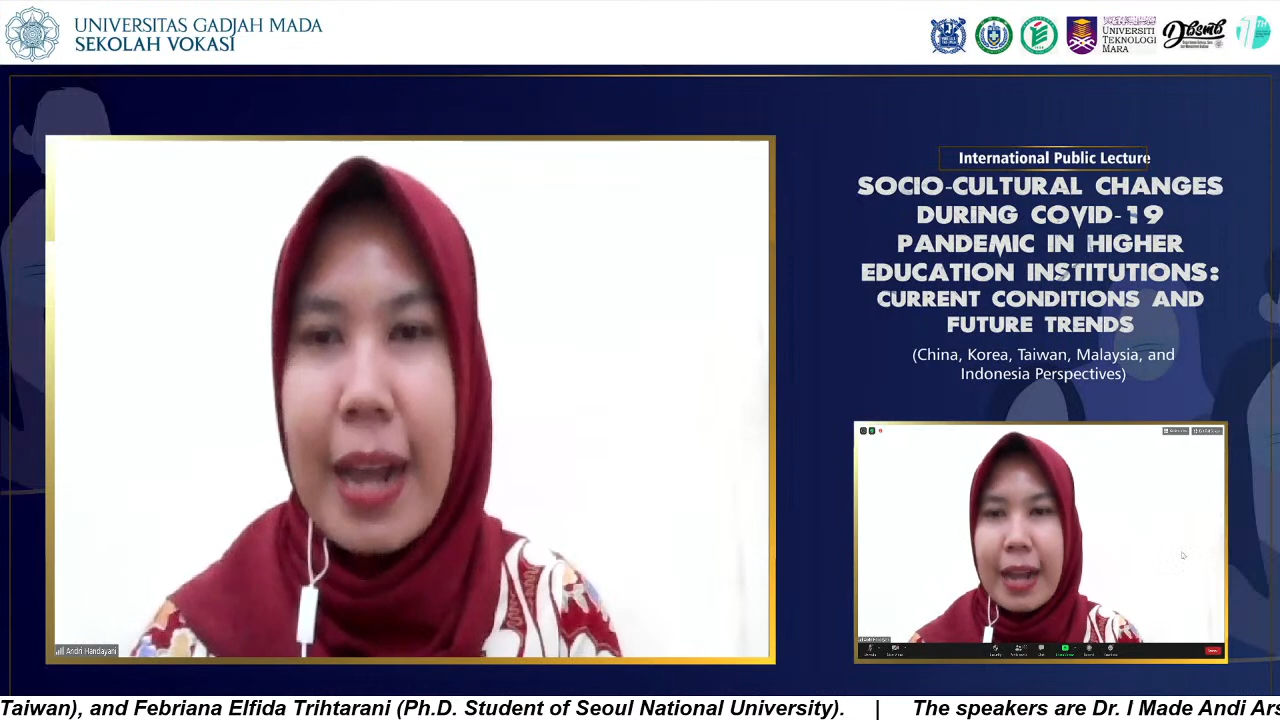 UNIVERSITAS GADJAH MADA
SEKOLAH VOKASI
UNIVERSITI
TEKNOLOGI
MARA
International Public Lecture
SOCIO-CULTURAL CHANGES
DURING COVID-19
PANDEMIC IN HIGHER
EDUCATION INSTITUTIONS:
CURRENT CONDITIONS AND
FUTURE TRENDS
(China, Korea, Taiwan, Malaysia, and
Indonesia Perspectives)
Andri Handayani
Taiwan), and Febriana Elfida Trihtarani (Ph.D. Student of Seoul National University). | The speakers are Dr. I Made Andi Ars